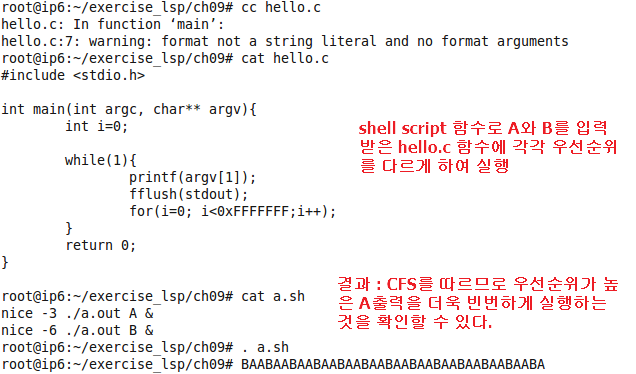 root@ip6:~/exercise_lsp/ch09# cc hello.c
hello.c: In function ‘main’:
hello.c:7: warning: format not a string literal and no format arguments
root@ip6:~/exercise_lsp/ch09# cat hello.c
#include <stdio.h>
int main(int argc, char** argv){
int i=0;
while(1){
printf(argv[1]);
fflush(stdout);
for(i=0; i<0xFFFFFFF;i++);
}
return 0;
}
shell script 함수로 A와 B를 입력
받은 hello.c 함수에 각각 우선순위
를 다르게 하여 실행
root@ip6:~/exercise_lsp/ch09# cat a.sh
nice -3 ./a.out A &
nice -6 ./a.out B &
root@ip6:~/exercise_lsp/ch09# . a.sh
root@ip6:~/exercise_lsp/ch09# BAABAABAABAABAABAABAABAABAABAABAABAABA
결과 : CFS를 따르므로 우선순위가 높
은 A출력을 더욱 빈번하게 실행하는
것을 확인할 수 있다.